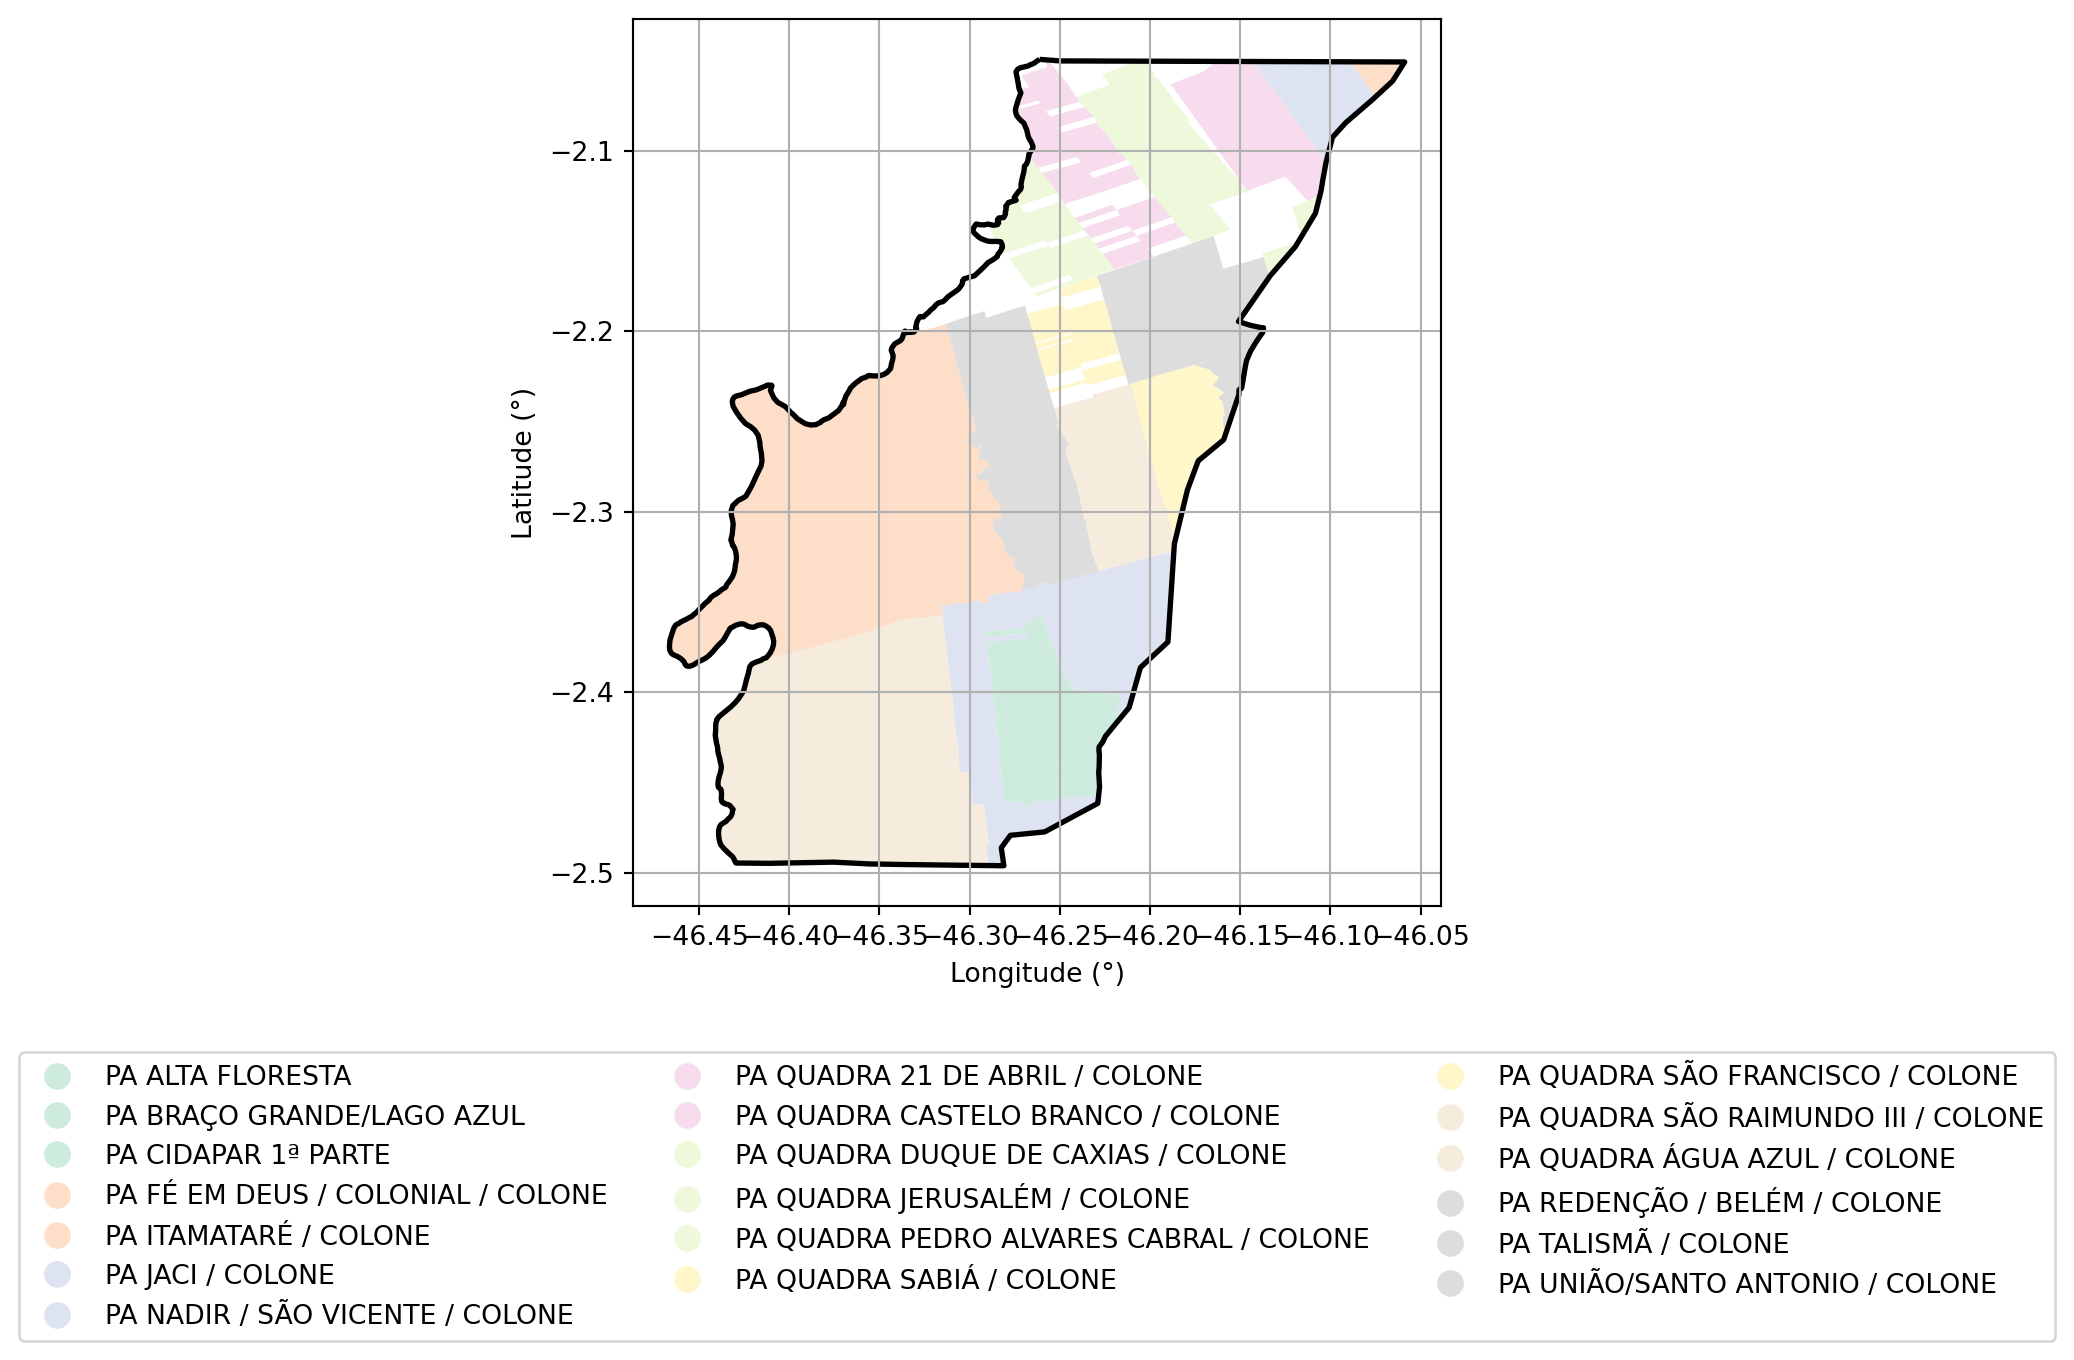 −2.1
−2.2
−2.3
−2.4
−2.5
Latitude (°)
−46.45 −46.40 −46.35 −46.30 −46.25 −46.20 −46.15 −46.10 −46.05
Longitude (°)
PA ALTA FLORESTA
PA BRAÇO GRANDE/LAGO AZUL
PA CIDAPAR 1ª PARTE
PA FÉ EM DEUS / COLONIAL / COLONE
PA ITAMATARÉ / COLONE
PA JACI / COLONE
PA NADIR / SÃO VICENTE / COLONE
PA QUADRA 21 DE ABRIL / COLONE
PA QUADRA CASTELO BRANCO / COLONE
PA QUADRA DUQUE DE CAXIAS / COLONE
PA QUADRA JERUSALÉM / COLONE
PA QUADRA PEDRO ALVARES CABRAL / COLONE
PA QUADRA SABIÁ / COLONE
PA QUADRA SÃO FRANCISCO / COLONE
PA QUADRA SÃO RAIMUNDO III / COLONE
PA QUADRA ÁGUA AZUL / COLONE
PA REDENÇÃO / BELÉM / COLONE
PA TALISMÃ / COLONE
PA UNIÃO/SANTO ANTONIO / COLONE